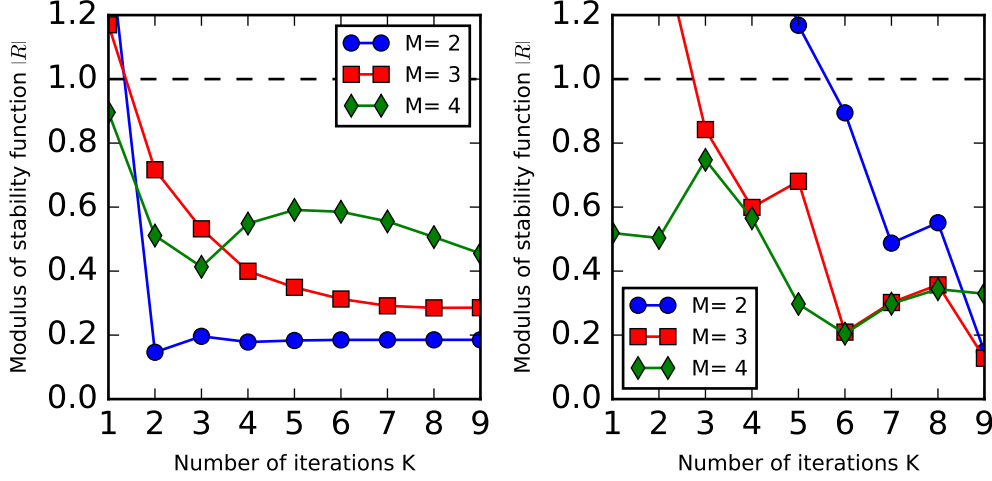 Modulus of stability function |R|
1.2
1.0
0.8
0.6
0.4
0.2
0.0
M= 2
M= 3
M= 4
1 2 3 4 5 6 7 8 9
Number of iterations K
Modulus of stability function |R|
1.2
1.0
0.8
0.6
0.4
0.2
0.0
M= 2
M= 3
M= 4
1 2 3 4 5 6 7 8 9
Number of iterations K